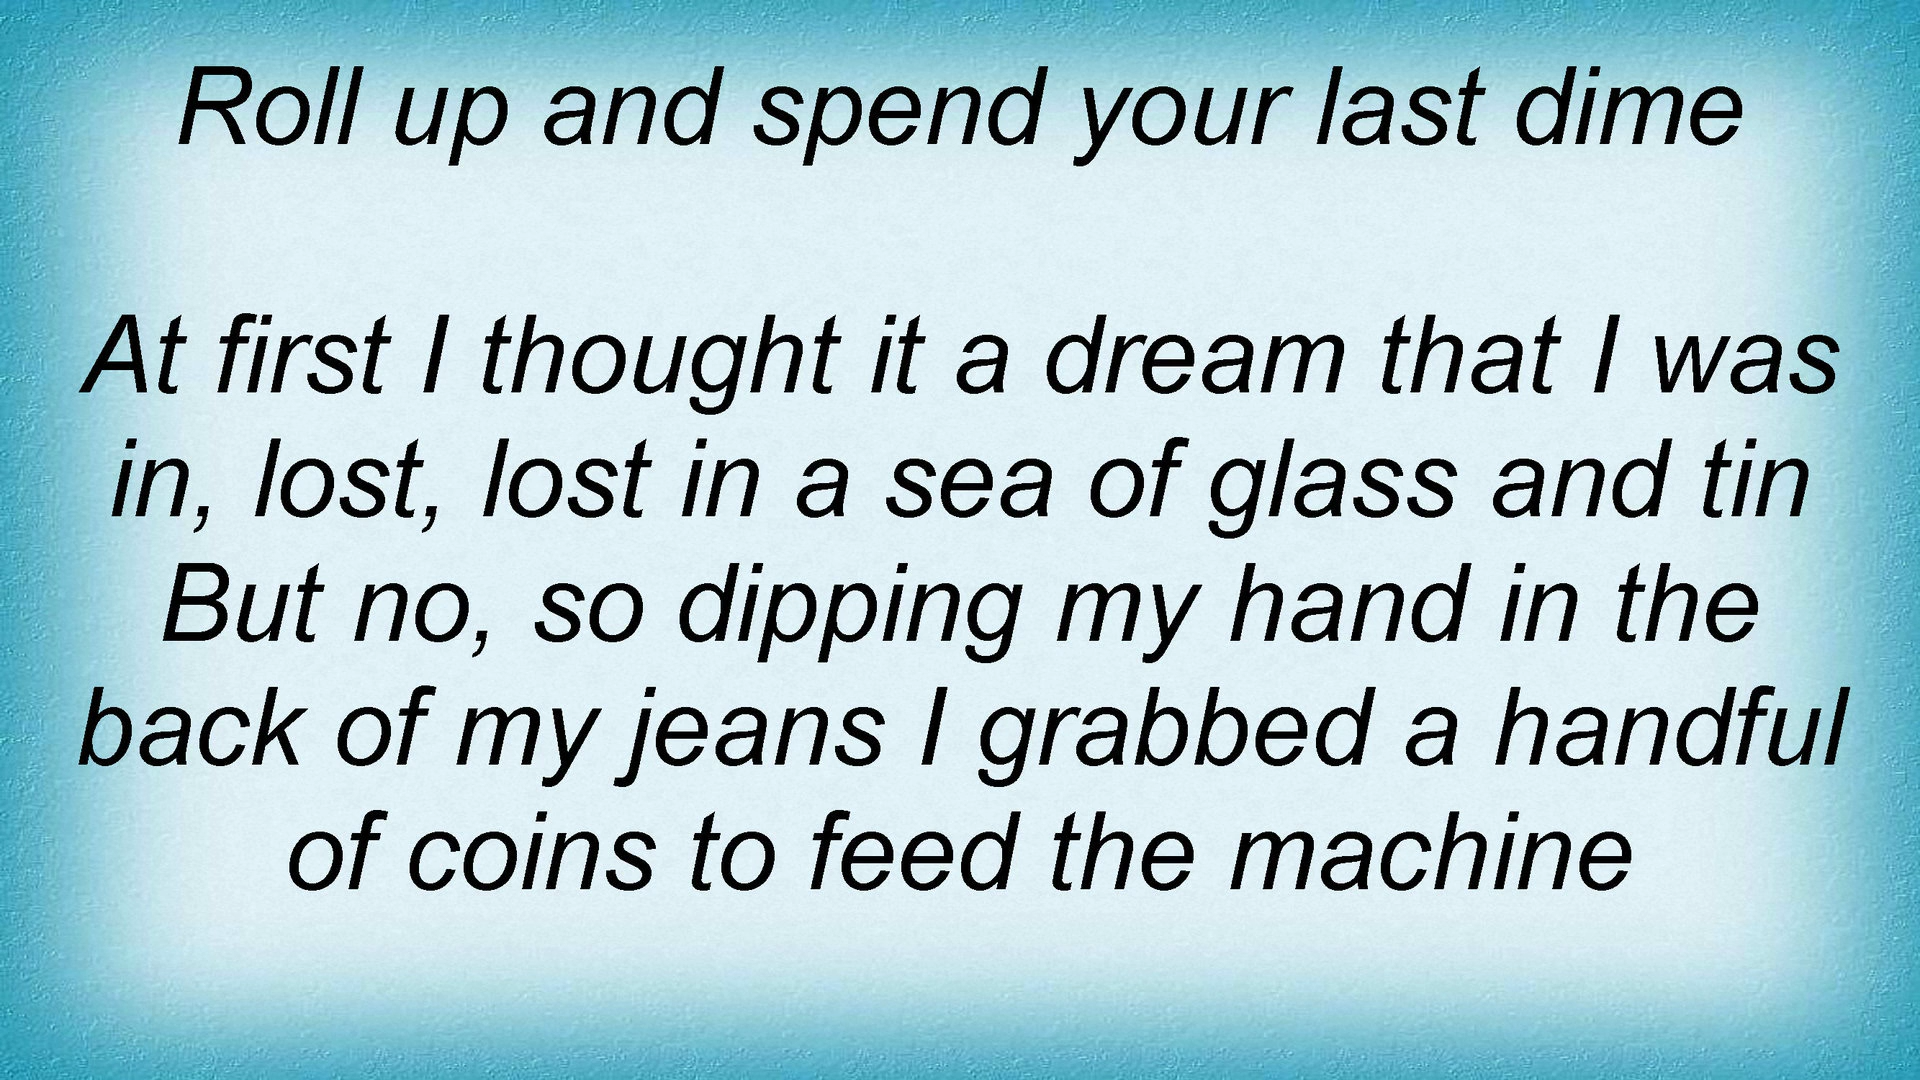 Roll up and spend your last dime
At first I thought it a dream that I was
in, lost, lost in a sea of glass and tin
But no, so dipping my hand in the
back of my jeans I grabbed a handful
of coins to feed the machine